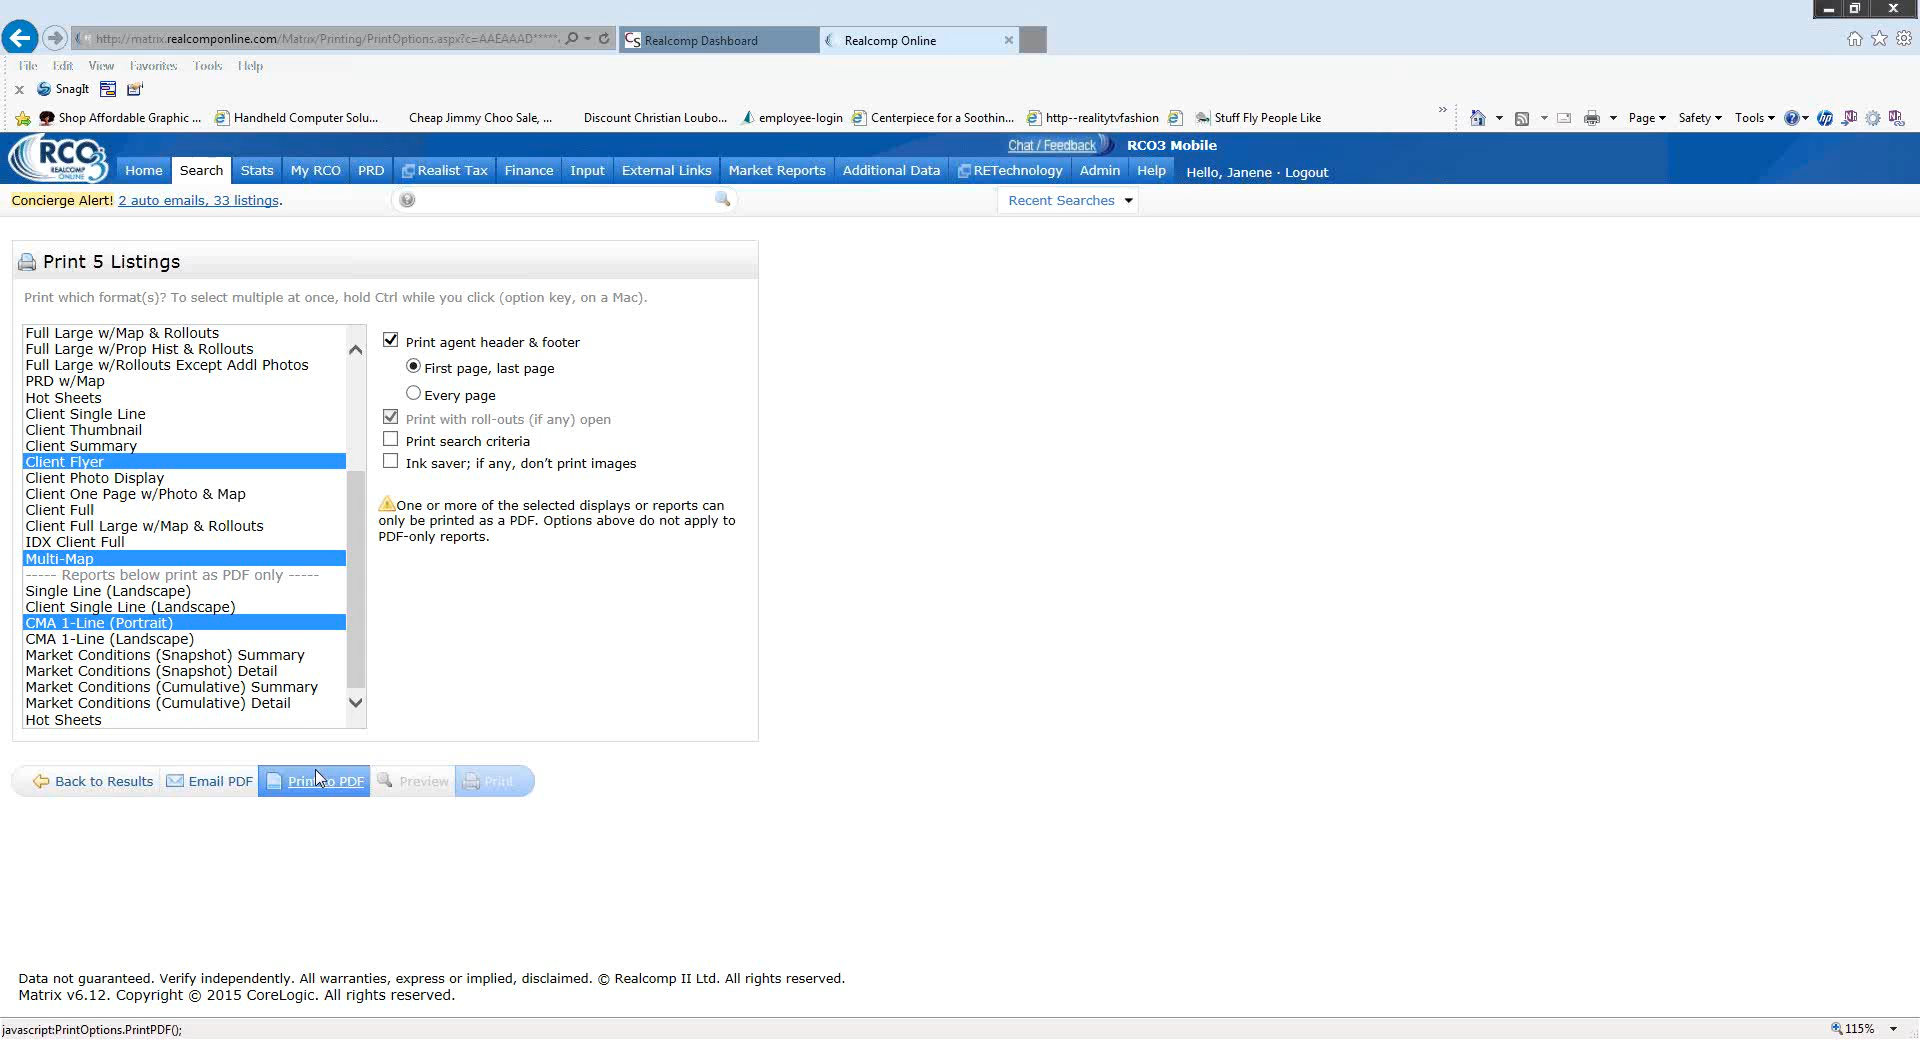 http://matrix.realcomponline.com/Matrix/Printing/PrintOptions.aspx?c=AAEAAAD*****.
Realcomp Dashboard
Realcomp Online
File Edit View Favorites Tools Help
SnagIt
Shop Affordable Graphic ...
Handheld Computer Solu...
Cheap Jimmy Choo Sale, ...
Discount Christian Loubo...
employee-login
Centerpiece for a Soothin...
http--realitytvfashion
Stuff Fly People Like
Page
Safety
Tools
RCO3
REALCOMP
ONLINE
Chat / Feedback
RCO3 Mobile
Home Search Stats My RCO PRD Realist Tax Finance Input External Links Market Reports Additional Data RETechnology Admin Help Hello, Janene · Logout
Concierge Alert! 2 auto emails, 33 listings.
Recent Searches
Print 5 Listings
Print which format(s)? To select multiple at once, hold Ctrl while you click (option key, on a Mac).
Full Large w/Map & Rollouts
Full Large w/Prop Hist & Rollouts
Full Large w/Rollouts Except Addl Photos
PRD w/Map
Hot Sheets
Client Single Line
Client Thumbnail
Client Summary
Client Flyer
Client Photo Display
Client One Page w/Photo & Map
Client Full
Client Full Large w/Map & Rollouts
IDX Client Full
Multi-Map
----- Reports below print as PDF only -----
Single Line (Landscape)
Client Single Line (Landscape)
CMA 1-Line (Portrait)
CMA 1-Line (Landscape)
Market Conditions (Snapshot) Summary
Market Conditions (Snapshot) Detail
Market Conditions (Cumulative) Summary
Market Conditions (Cumulative) Detail
Hot Sheets
Print agent header & footer
First page, last page
Every page
Print with roll-outs (if any) open
Print search criteria
Ink saver; if any, don't print images
One or more of the selected displays or reports can
only be printed as a PDF. Options above do not apply to
PDF-only reports.
Back to Results
Email PDF
Print to PDF
Preview
Print
Data not guaranteed. Verify independently. All warranties, express or implied, disclaimed. © Realcomp II Ltd. All rights reserved.
Matrix v6.12. Copyright © 2015 CoreLogic. All rights reserved.
javascript:PrintOptions.PrintPDF();
115%